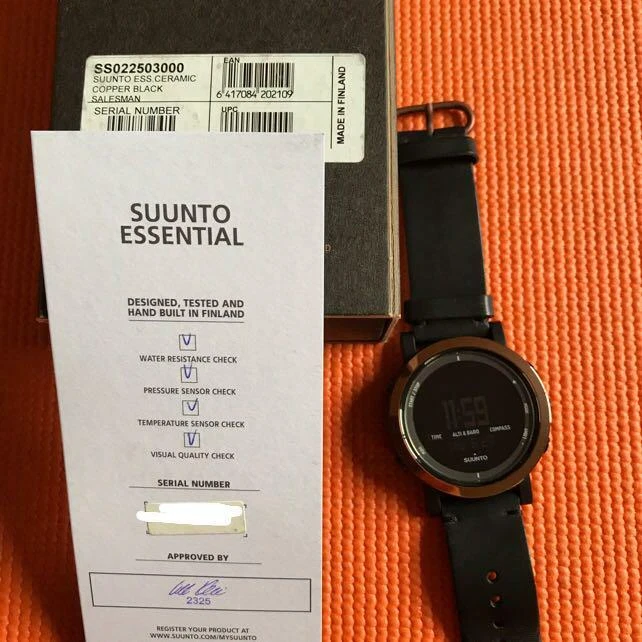 SS022503000
SUUNTO ESS.CERAMIC
COPPER BLACK
SALESMAN
SERIAL NUMBER
EAN
6 417084 202109
UPC
MADE IN FINLAND
SUUNTO
ESSENTIAL
DESIGNED, TESTED AND
HAND BUILT IN FINLAND
WATER RESISTANCE CHECK
PRESSURE SENSOR CHECK
TEMPERATURE SENSOR CHECK
VISUAL QUALITY CHECK
SERIAL NUMBER
APPROVED BY
2325
REGISTER YOUR PRODUCT AT
WWW.SUUNTO.COM/MYSUUNTO
START / STOP
11:59
TIME ALTI & BARO COMPASS
SUUNTO